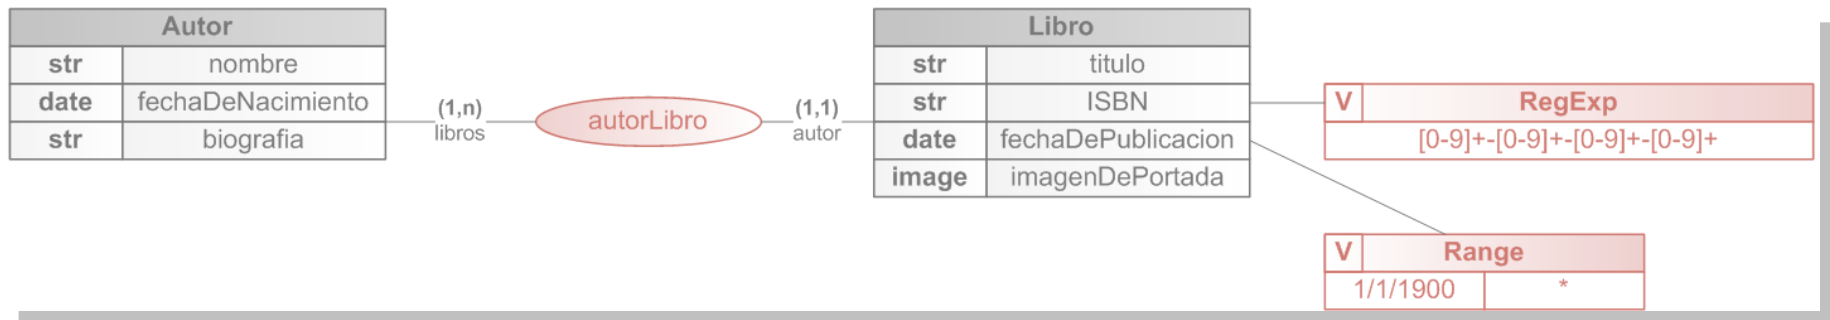 Autor
str nombre
date fechaDeNacimiento
str biografia
(1,n)
libros
autorLibro
(1,1)
autor
Libro
str titulo
str ISBN
date fechaDePublicacion
image imagenDePortada
V RegExp
[0-9]+-[0-9]+-[0-9]+-[0-9]+
V Range
1/1/1900 *